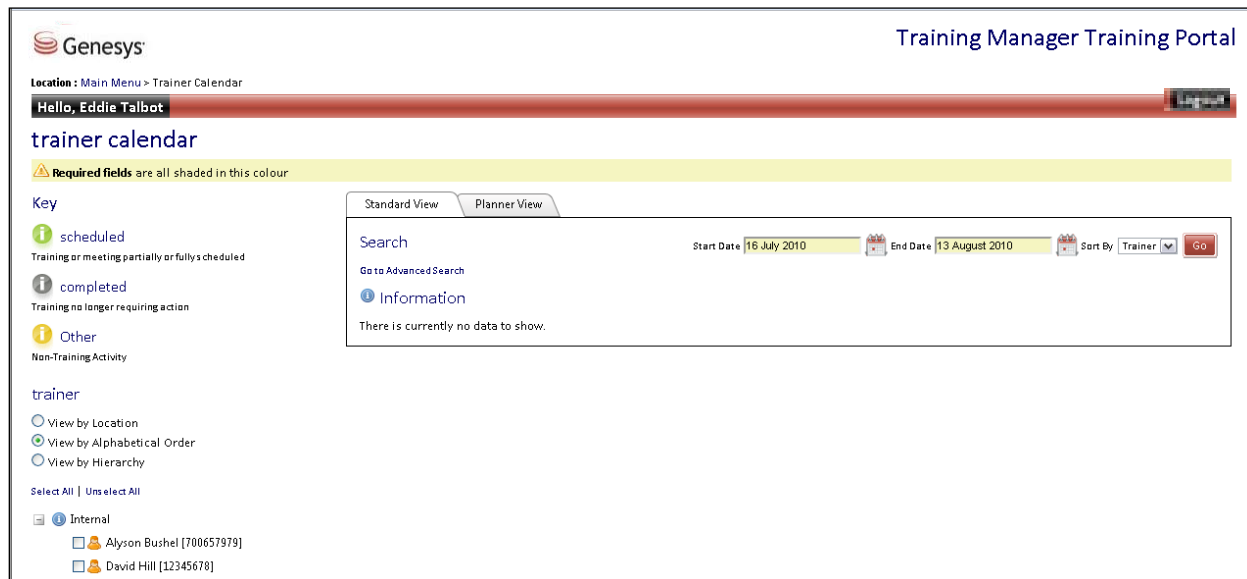 Genesys
Training Manager Training Portal
Location : Main Menu > Trainer Calendar
Hello, Eddie Talbot
Logout
trainer calendar
Required fields are all shaded in this colour
Key
scheduled
Training or meeting partially or fully scheduled
completed
Training no longer requiring action
Other
Non-Training Activity
trainer
View by Location
View by Alphabetical Order
View by Hierarchy
Select All | Unselect All
Internal
Alyson Bushel [700657979]
David Hill [12345678]
Standard View
Planner View
Search
Start Date 16 July 2010 End Date 13 August 2010 Sort By Trainer Go
Go to Advanced Search
Information
There is currently no data to show.